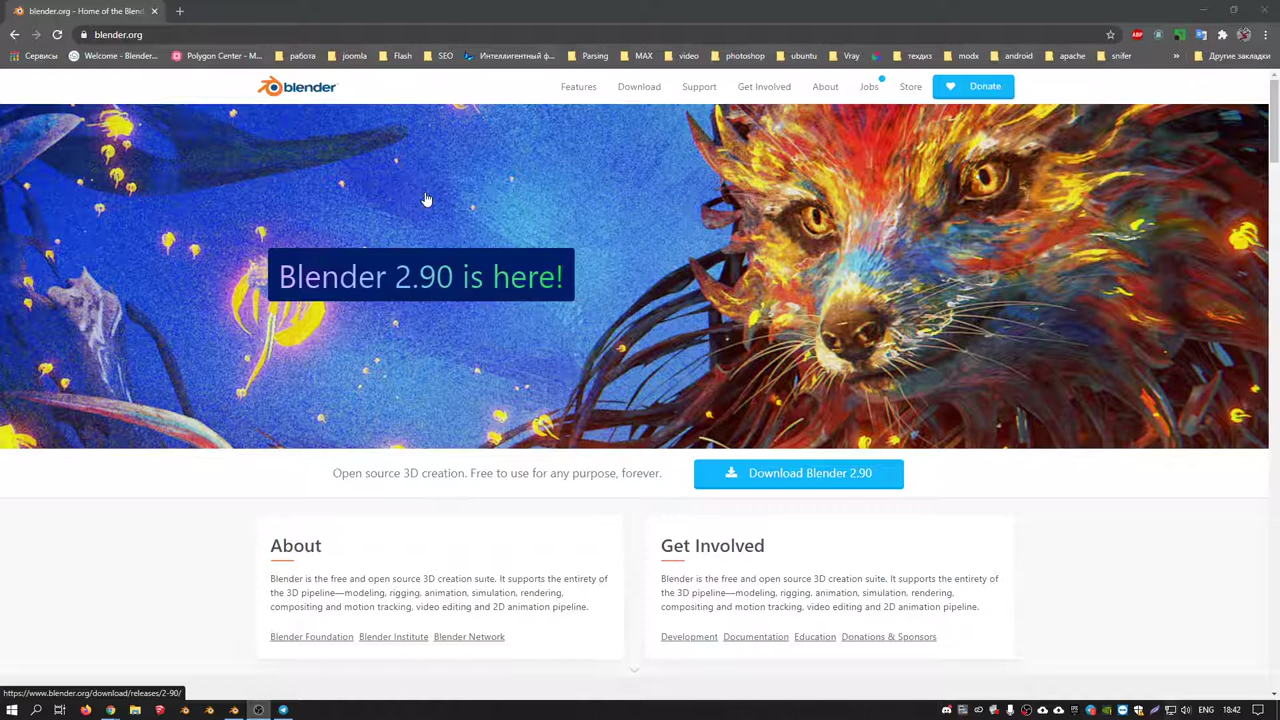 blender.org - Home of the Blend
blender.org
Сервисы
Welcome - Blender...
Polygon Center - M...
работа
joomla
Flash
SEO
Интеллигентный ф...
Parsing
MAX
video
photoshop
ubuntu
Vray
техдиз
modx
android
apache
snifer
»
Другие закладки
blender
Features
Download
Support
Get Involved
About
Jobs
Store
Donate
Blender 2.90 is here!
Open source 3D creation. Free to use for any purpose, forever.
Download Blender 2.90
About
Blender is the free and open source 3D creation suite. It supports the entirety of
the 3D pipeline—modeling, rigging, animation, simulation, rendering,
compositing and motion tracking, video editing and 2D animation pipeline.
Blender Foundation Blender Institute Blender Network
Get Involved
Blender is the free and open source 3D creation suite. It supports the entirety of
the 3D pipeline—modeling, rigging, animation, simulation, rendering,
compositing and motion tracking, video editing and 2D animation pipeline.
Development Documentation Education Donations & Sponsors
https://www.blender.org/download/releases/2-90/
ENG
18:42